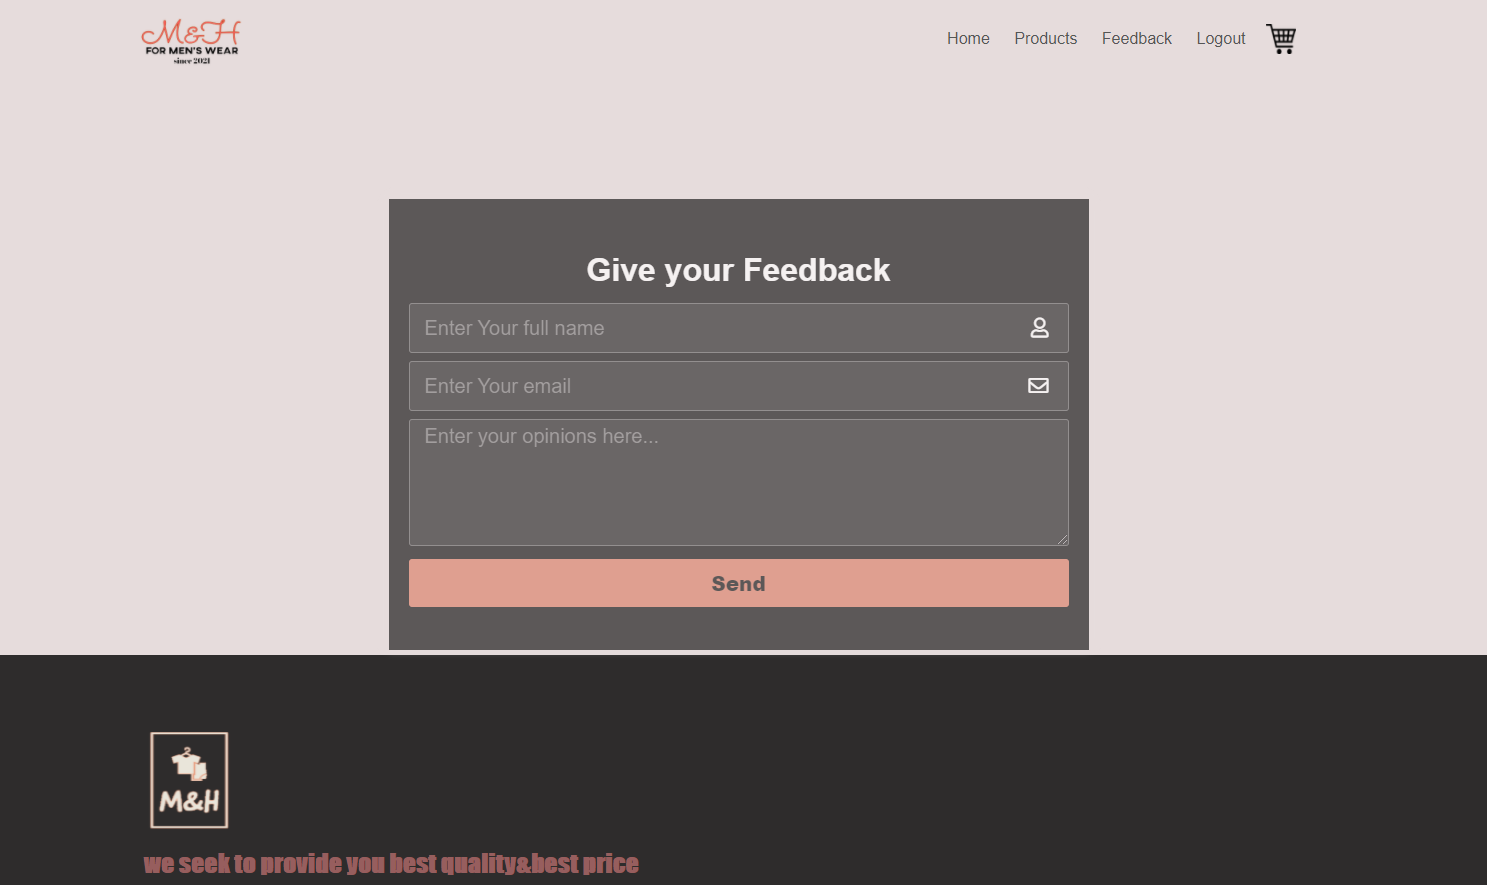 M&H
FOR MEN'S WEAR
since 2021
Home Products Feedback Logout
Give your Feedback
Enter Your full name
Enter Your email
Enter your opinions here...
Send
M&H
we seek to provide you best quality&best price